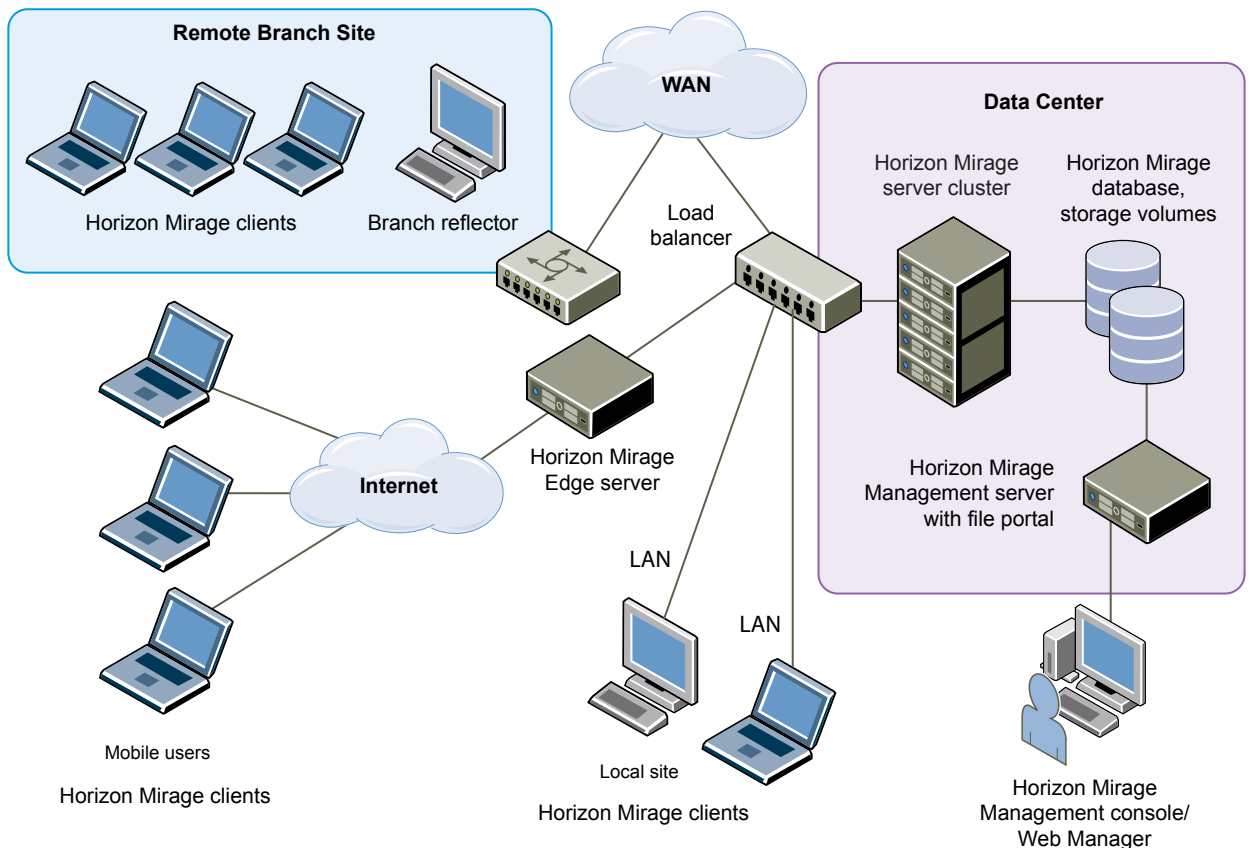 Remote Branch Site
Horizon Mirage clients
Branch reflector
WAN
Data Center
Horizon Mirage
server cluster
Horizon Mirage
database,
storage volumes
Load
balancer
Horizon Mirage
Edge server
Internet
Horizon Mirage
Management server
with file portal
LAN
LAN
Mobile users
Horizon Mirage clients
Local site
Horizon Mirage clients
Horizon Mirage
Management console/
Web Manager